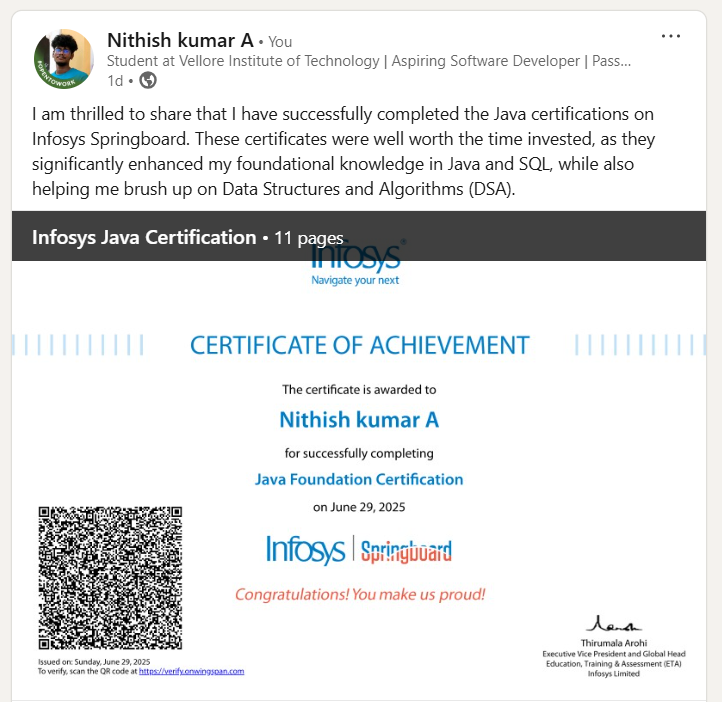 Nithish kumar A • You
Student at Vellore Institute of Technology | Aspiring Software Developer | Pass...
1d •
I am thrilled to share that I have successfully completed the Java certifications on
Infosys Springboard. These certificates were well worth the time invested, as they
significantly enhanced my foundational knowledge in Java and SQL, while also
helping me brush up on Data Structures and Algorithms (DSA).
Infosys Java Certification • 11 pages
Infosys®
Navigate your next
CERTIFICATE OF ACHIEVEMENT
The certificate is awarded to
Nithish kumar A
for successfully completing
Java Foundation Certification
on June 29, 2025
Infosys | Springboard
Congratulations! You make us proud!
Issued on: Sunday, June 29, 2025
To verify, scan the QR code at https://verify.onwingspan.com
Thirumala Arohi
Executive Vice President and Global Head
Education, Training & Assessment (ETA)
Infosys Limited
#OPENTOWORK